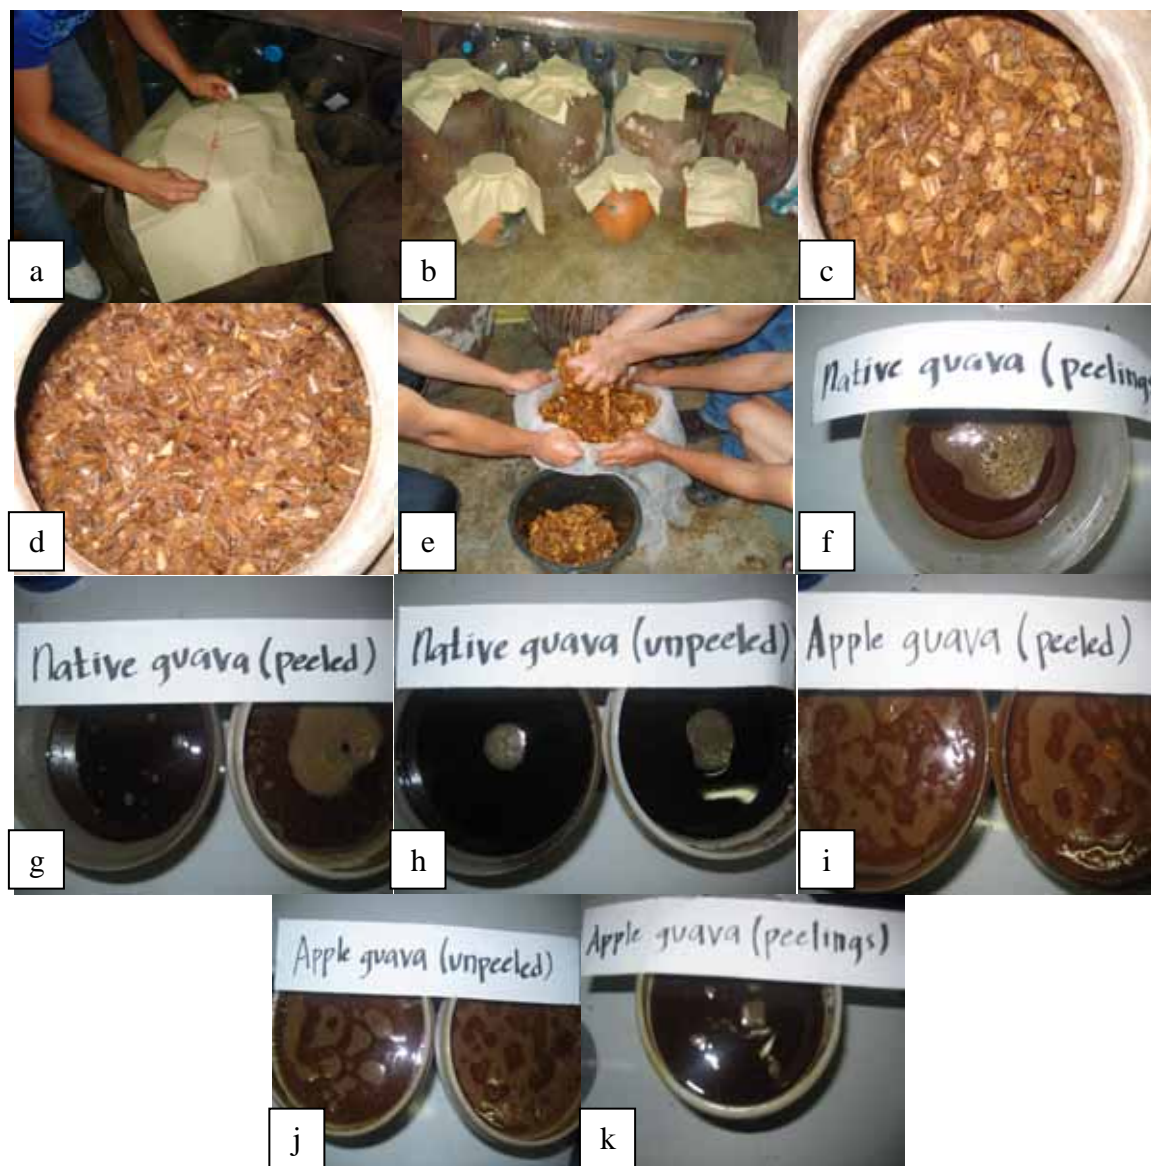 a
b
c
d
e
f
Native guava (peelings
g
Native guava (peeled)
h
Native guava (unpeeled)
i
Apple guava (peeled)
j
Apple guava (unpeeled)
k
Apple guava (peelings)